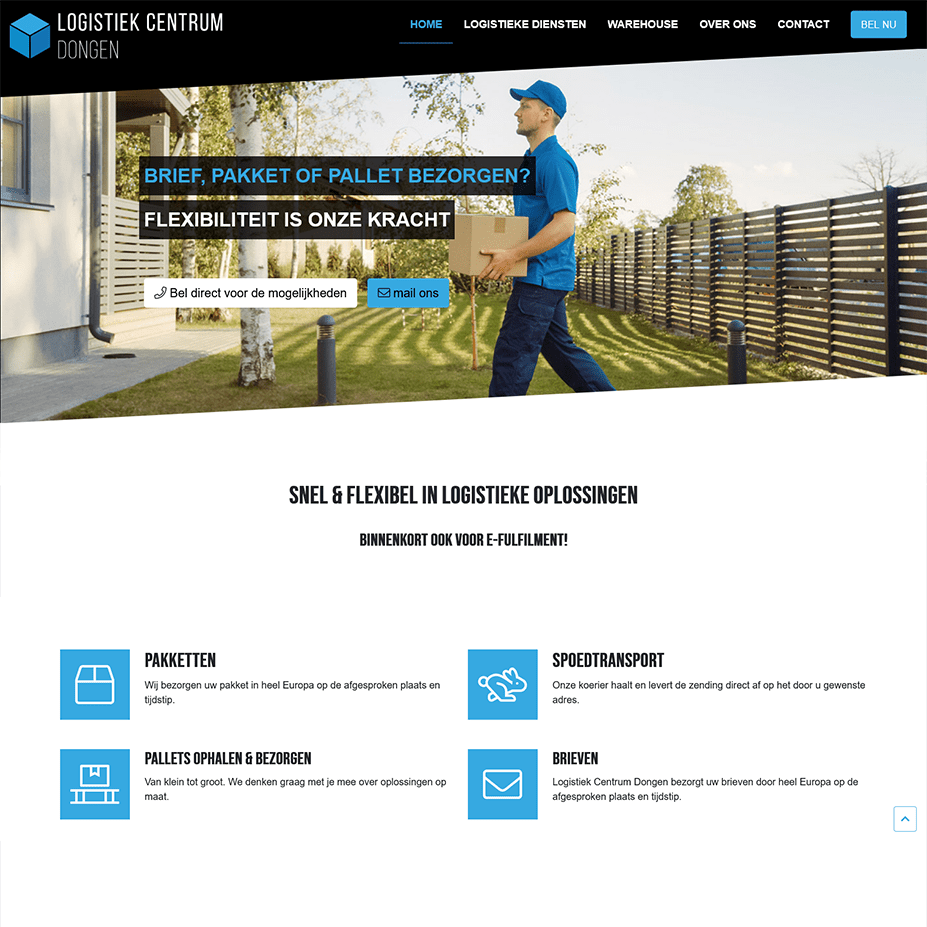 LOGISTIEK CENTRUM
DONGEN
HOME LOGISTIEKE DIENSTEN WAREHOUSE OVER ONS CONTACT BEL NU
BRIEF, PAKKET OF PALLET BEZORGEN?
FLEXIBILITEIT IS ONZE KRACHT
Bel direct voor de mogelijkheden mail ons
SNEL & FLEXIBEL IN LOGISTIEKE OPLOSSINGEN
BINNENKORT OOK VOOR E-FULFILMENT!
PAKKETTEN
Wij bezorgen uw pakket in heel Europa op de afgesproken plaats en
tijdstip.
SPOEDTRANSPORT
Onze koerier haalt en levert de zending direct af op het door u gewenste
adres.
PALLETS OPHALEN & BEZORGEN
Van klein tot groot. We denken graag met je mee over oplossingen op
maat.
BRIEVEN
Logistiek Centrum Dongen bezorgt uw brieven door heel Europa op de
afgesproken plaats en tijdstip.